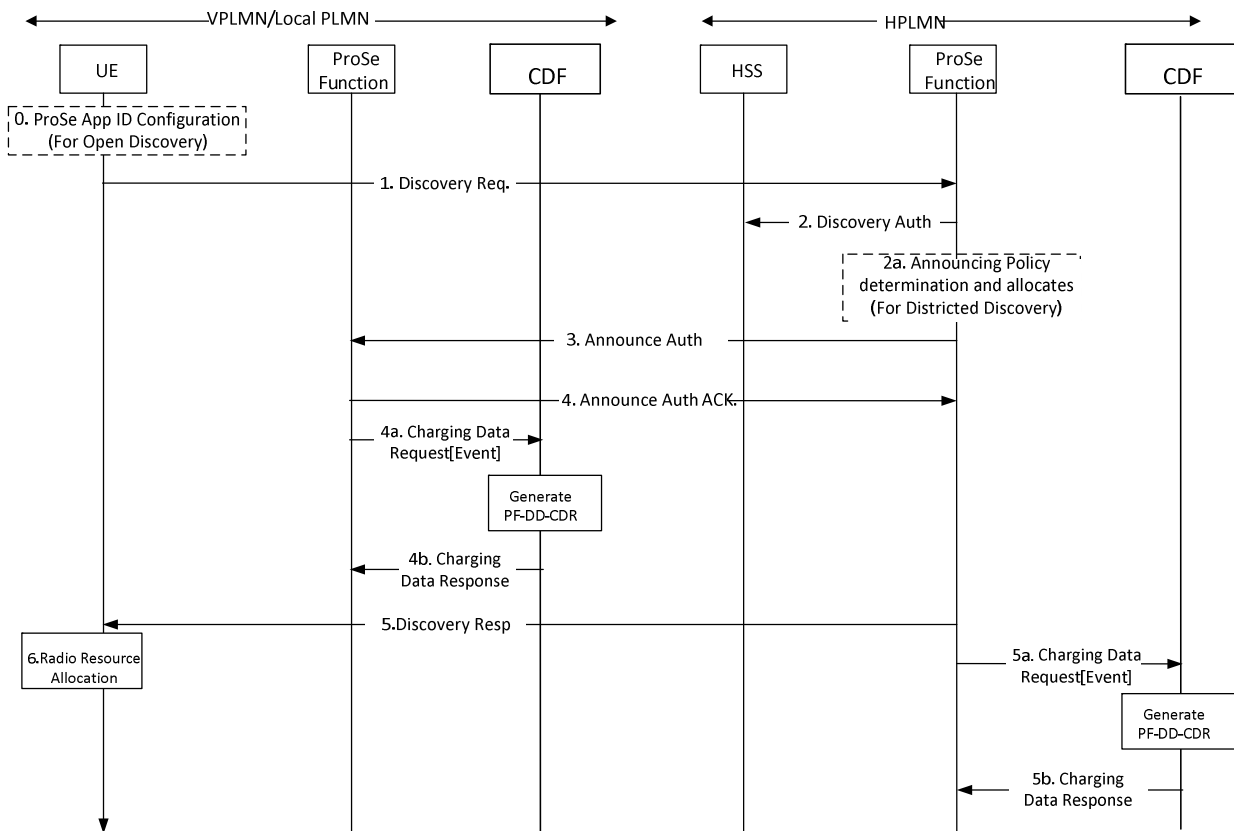 VPLMN/Local PLMN
HPLMN
UE
ProSe
Function
CDF
HSS
ProSe
Function
CDF
0. ProSe App ID Configuration
(For Open Discovery)
1. Discovery Req.
2. Discovery Auth
2a. Announcing Policy
determination and allocates
(For Districted Discovery)
3. Announce Auth
4. Announce Auth ACK.
4a. Charging Data
Request[Event]
Generate
PF-DD-CDR
4b. Charging
Data Response
5.Discovery Resp
6.Radio Resource
Allocation
5a. Charging Data
Request[Event]
Generate
PF-DD-CDR
5b. Charging
Data Response